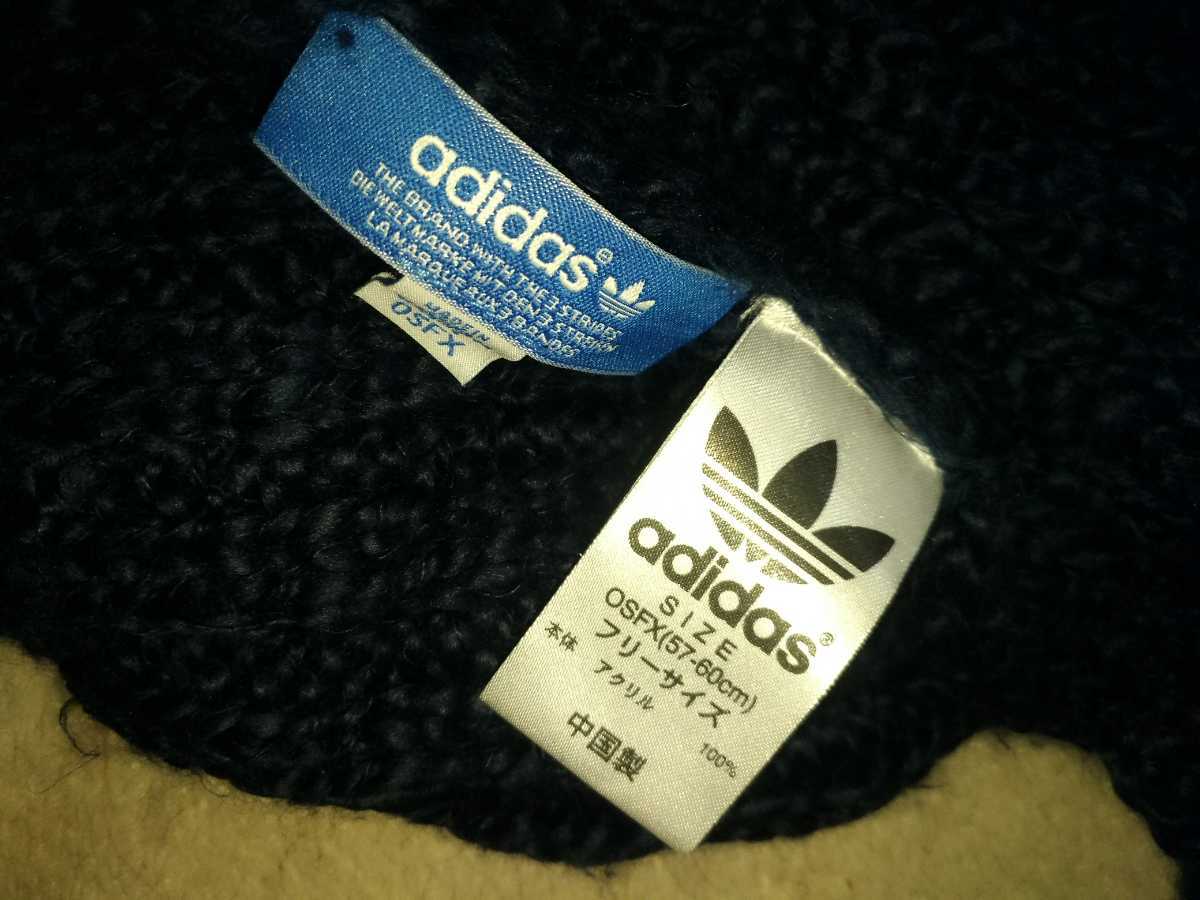 adidas®
THE BRAND WITH THE 3 STRIPES
DIE WELTMARKE MIT DEN 3 STREIFEN
LA MARQUE AUX 3 BANDES
MADE IN
OSFX
adidas®
SIZE
OSFX(57-60cm)
フリーサイズ
本体 アクリル 100%
中国製